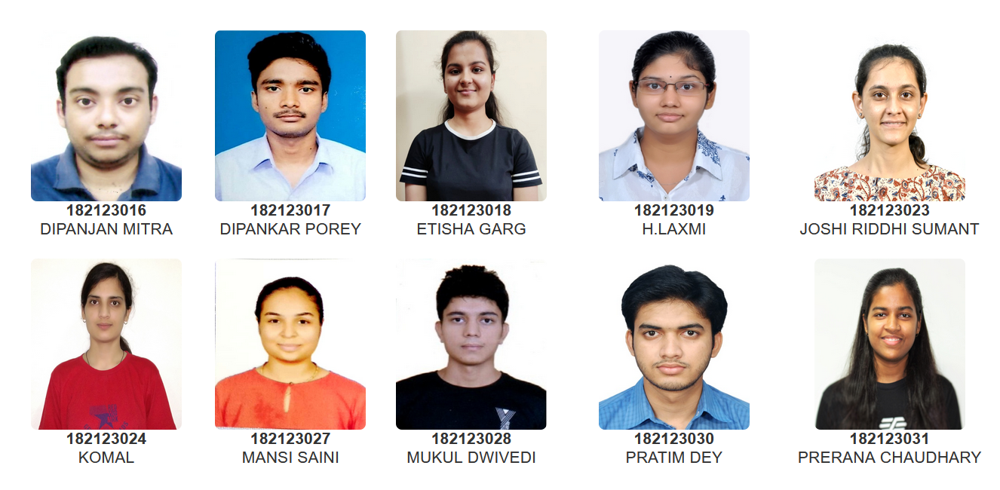 182123016
DIPANJAN MITRA
182123017
DIPANKAR POREY
182123018
ETISHA GARG
182123019
H.LAXMI
182123023
JOSHI RIDDHI SUMANT
182123024
KOMAL
182123027
MANSI SAINI
182123028
MUKUL DWIVEDI
182123030
PRATIM DEY
182123031
PRERANA CHAUDHARY